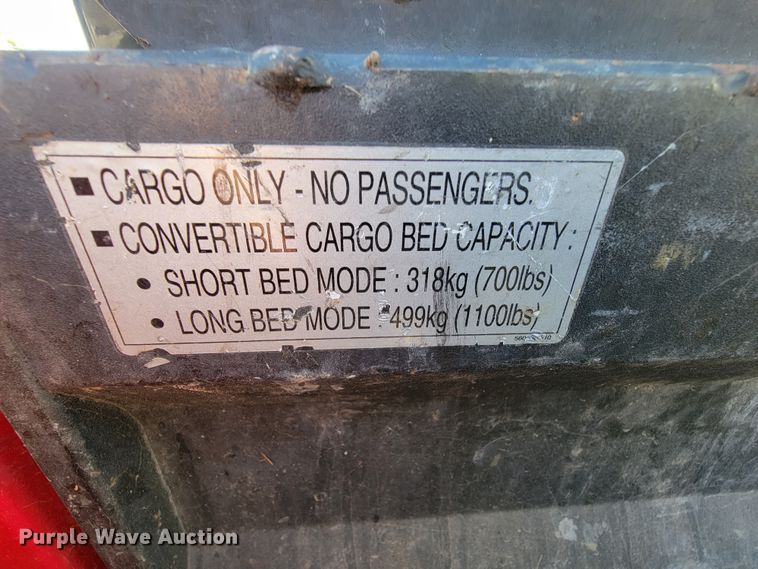 ▪ CARGO ONLY - NO PASSENGERS.
▪ CONVERTIBLE CARGO BED CAPACITY :
• SHORT BED MODE : 318kg (700lbs)
• LONG BED MODE : 499kg (1100lbs)
Purple Wave Auction